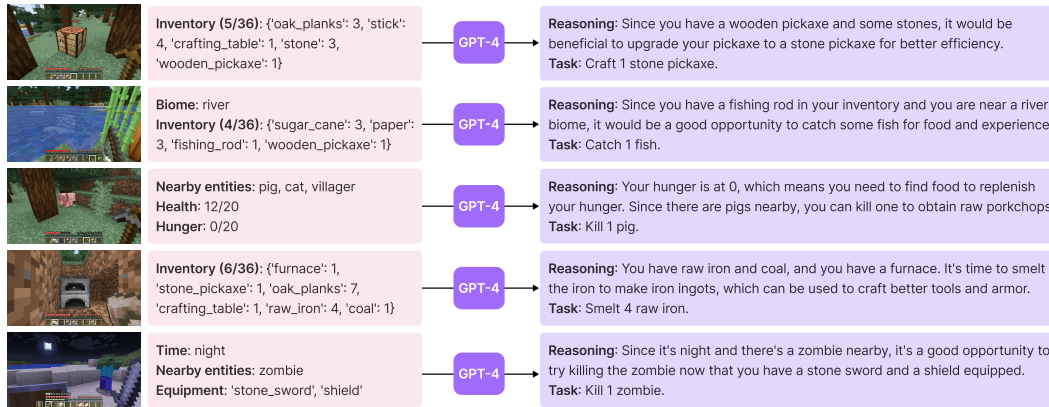 Inventory (5/36): {'oak_planks': 3, 'stick':
4, 'crafting_table': 1, 'stone': 3,
'wooden_pickaxe': 1}
GPT-4
Reasoning: Since you have a wooden pickaxe and some stones, it would be
beneficial to upgrade your pickaxe to a stone pickaxe for better efficiency.
Task: Craft 1 stone pickaxe.
Biome: river
Inventory (4/36): {'sugar_cane': 3, 'paper':
3, 'fishing_rod': 1, 'wooden_pickaxe': 1}
GPT-4
Reasoning: Since you have a fishing rod in your inventory and you are near a river
biome, it would be a good opportunity to catch some fish for food and experience
Task: Catch 1 fish.
Nearby entities: pig, cat, villager
Health: 12/20
Hunger: 0/20
GPT-4
Reasoning: Your hunger is at 0, which means you need to find food to replenish
your hunger. Since there are pigs nearby, you can kill one to obtain raw porkchops
Task: Kill 1 pig.
Inventory (6/36): {'furnace': 1,
'stone_pickaxe': 1, 'oak_planks': 7,
'crafting_table': 1, 'raw_iron': 4, 'coal': 1}
GPT-4
Reasoning: You have raw iron and coal, and you have a furnace. It's time to smelt
the iron to make iron ingots, which can be used to craft better tools and armor.
Task: Smelt 4 raw iron.
Time: night
Nearby entities: zombie
Equipment: 'stone_sword', 'shield'
GPT-4
Reasoning: Since it's night and there's a zombie nearby, it's a good opportunity to
try killing the zombie now that you have a stone sword and a shield equipped.
Task: Kill 1 zombie.